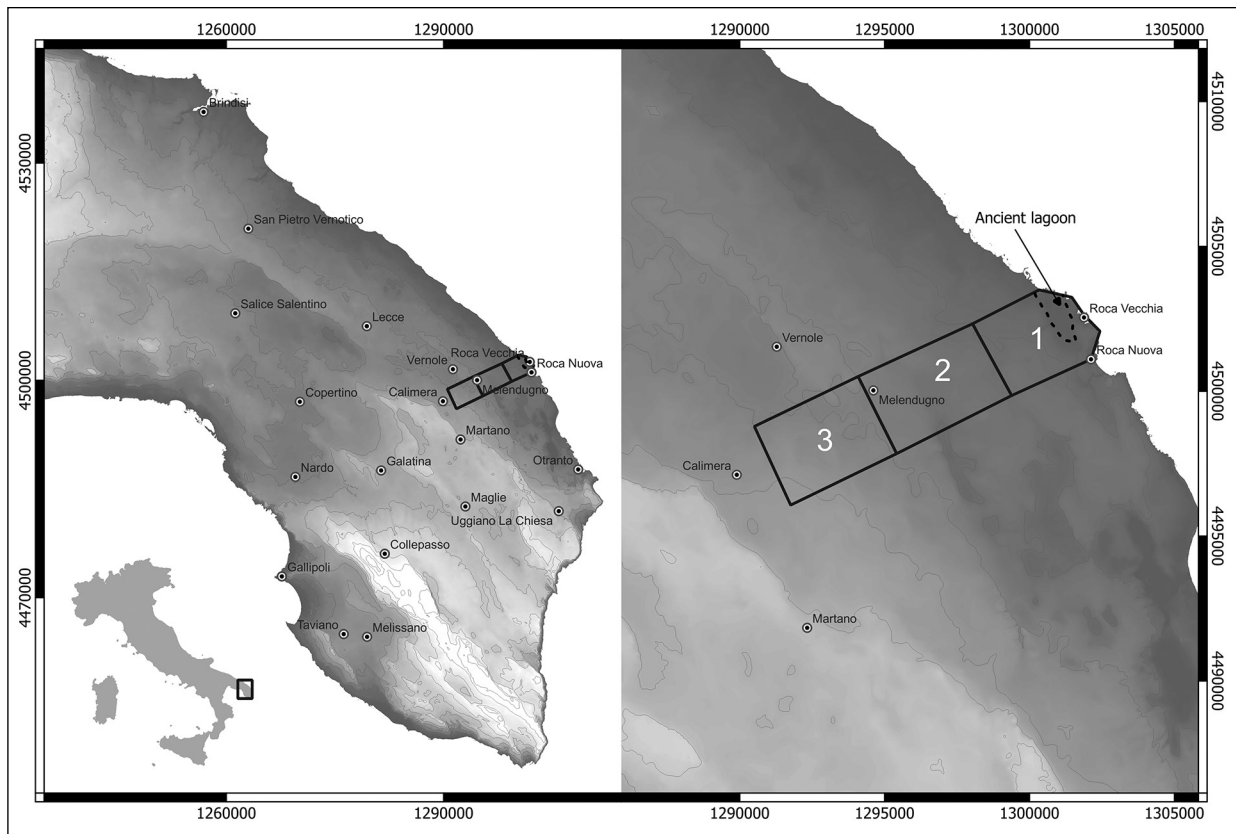 1260000
1290000
1290000
1295000
1300000
1305000
4530000
4500000
4470000
Brindisi
San Pietro Vernotico
Salice Salentino
Lecce
Vernole
Roca Vecchia
Roca Nuova
Calimera
Melendugno
Copertino
Martano
Nardo
Galatina
Otranto
Maglie
Uggiano La Chiesa
Collepasso
Gallipoli
Taviano
Melissano
Ancient lagoon
Roca Vecchia
1
Vernole
Roca Nuova
2
Melendugno
3
Calimera
Martano
4510000
4505000
4500000
4495000
4490000
1260000
1290000
1290000
1295000
1300000
1305000